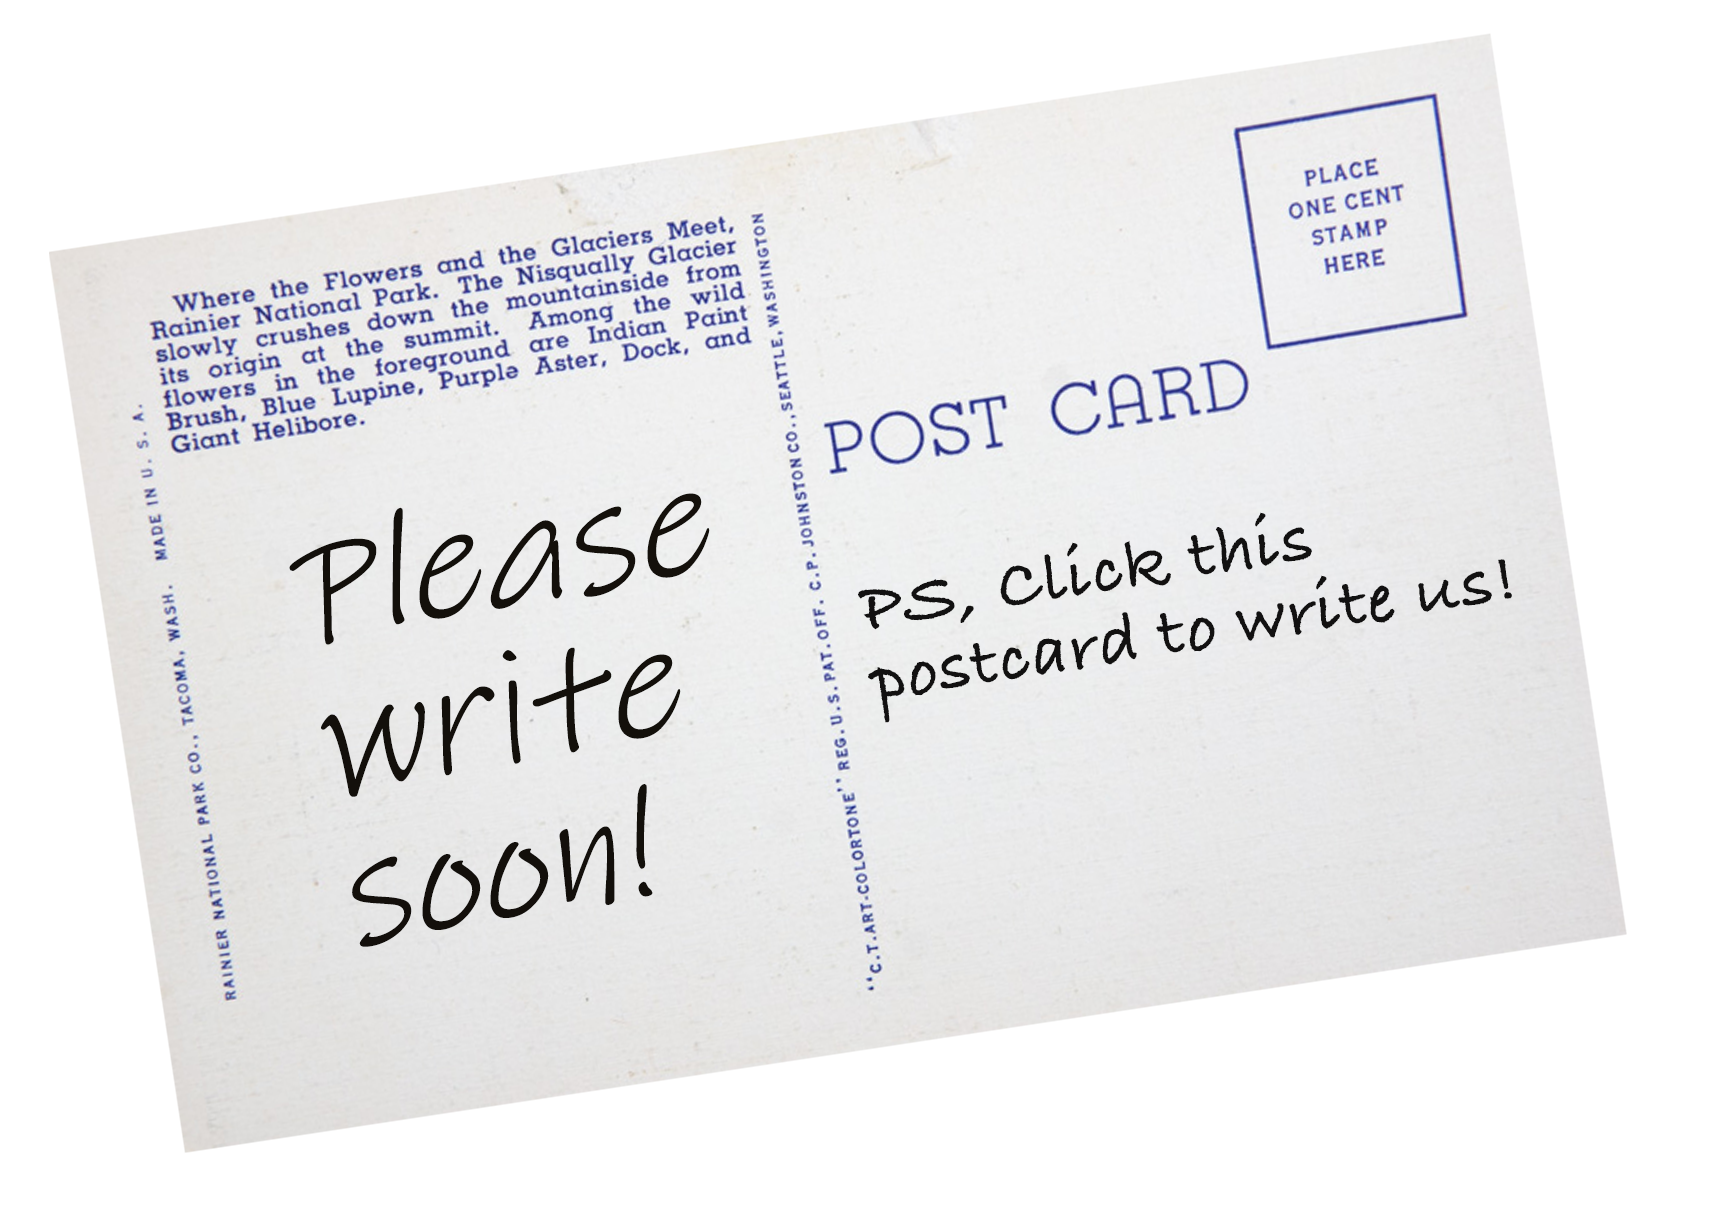 Where the Flowers and the Glaciers Meet,
Rainier National Park. The Nisqually Glacier
slowly crushes down the mountainside from
its origin at the summit. Among the wild
flowers in the foreground are Indian Paint
Brush, Blue Lupine, Purple Aster, Dock, and
Giant Helibore.
RAINIER NATIONAL PARK CO., TACOMA, WASH. MADE IN U. S. A.
Please
write
soon!
"C.T. ART-COLORTONE" REG. U.S. PAT. OFF. C.P. JOHNSTON CO., SEATTLE, WASHINGTON
PLACE
ONE CENT
STAMP
HERE
POST CARD
PS, Click this
postcard to write us!